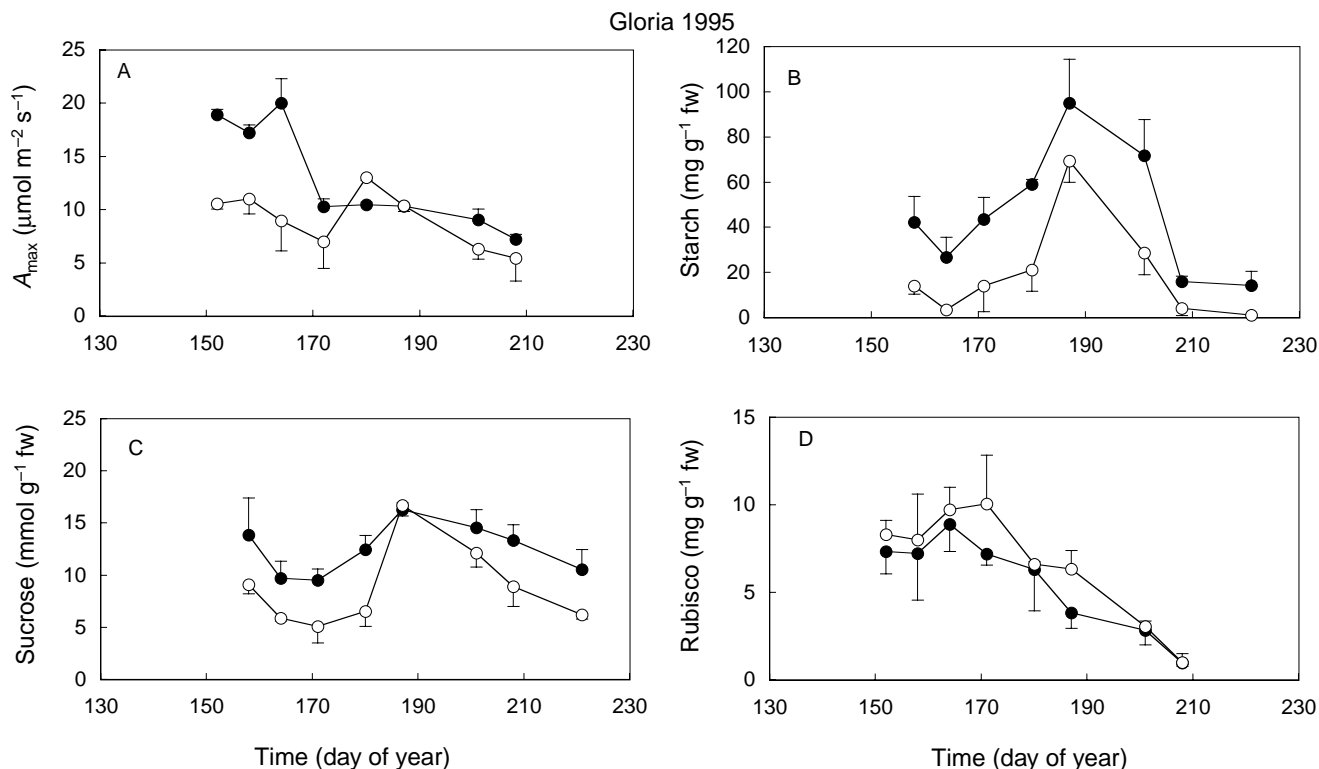 Gloria 1995
A
25
20
15
10
5
0
130 150 170 190 210 230
A_max (μmol m⁻² s⁻¹)
B
120
100
80
60
40
20
0
130 150 170 190 210 230
Starch (mg g⁻¹ fw)
C
25
20
15
10
5
0
130 150 170 190 210 230
Sucrose (mmol g⁻¹ fw)
Time (day of year)
D
15
10
5
0
130 150 170 190 210 230
Rubisco (mg g⁻¹ fw)
Time (day of year)